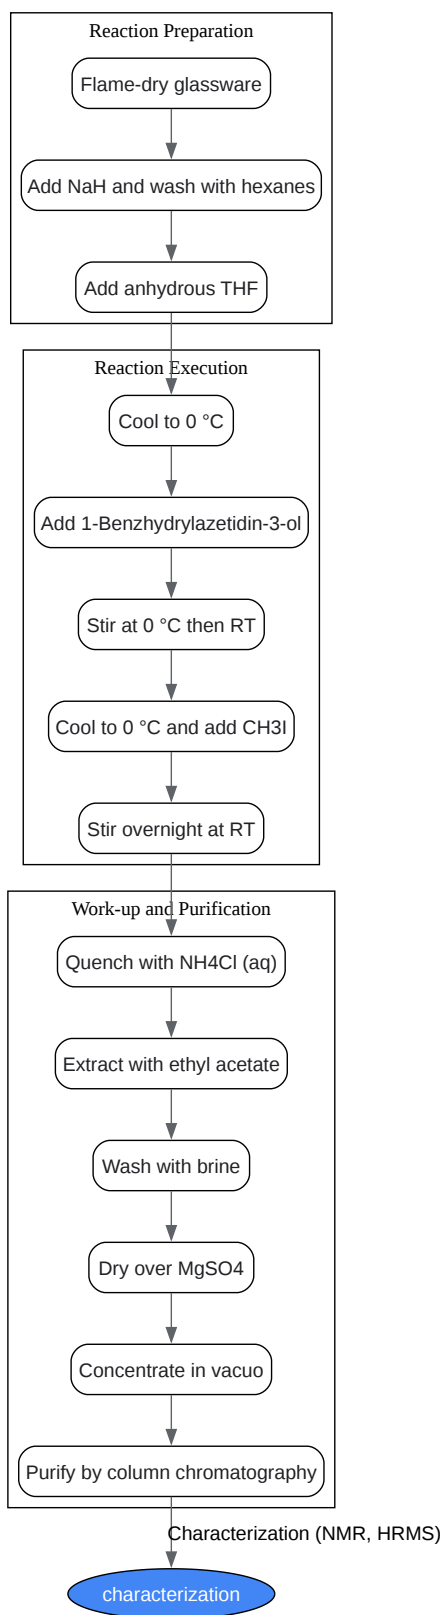 Reaction Preparation
Flame-dry glassware
Add NaH and wash with hexanes
Add anhydrous THF
Reaction Execution
Cool to 0 °C
Add 1-Benzhydrylazetidin-3-ol
Stir at 0 °C then RT
Cool to 0 °C and add CH3I
Stir overnight at RT
Work-up and Purification
Quench with NH4Cl (aq)
Extract with ethyl acetate
Wash with brine
Dry over MgSO4
Concentrate in vacuo
Purify by column chromatography
Characterization (NMR, HRMS)
characterization